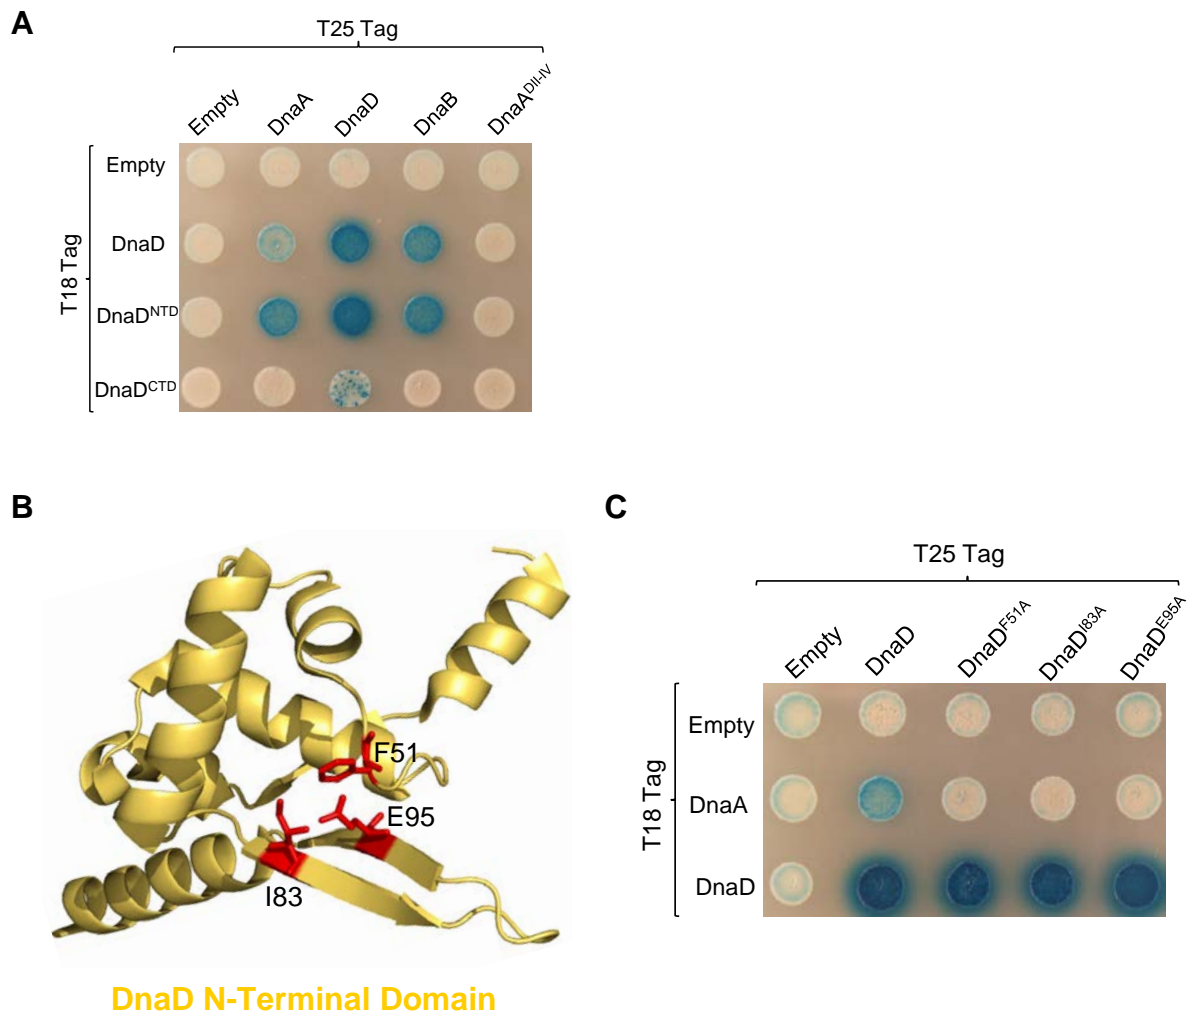 A
T25 Tag
Empty DnaA DnaD DnaB DnaA^DII-IV
T18 Tag
Empty
DnaD
DnaD^NTD
DnaD^CTD
B
F51
E95
I83
DnaD N-Terminal Domain
C
T25 Tag
Empty DnaD DnaD^F51A DnaD^I83A DnaD^E95A
T18 Tag
Empty
DnaA
DnaD